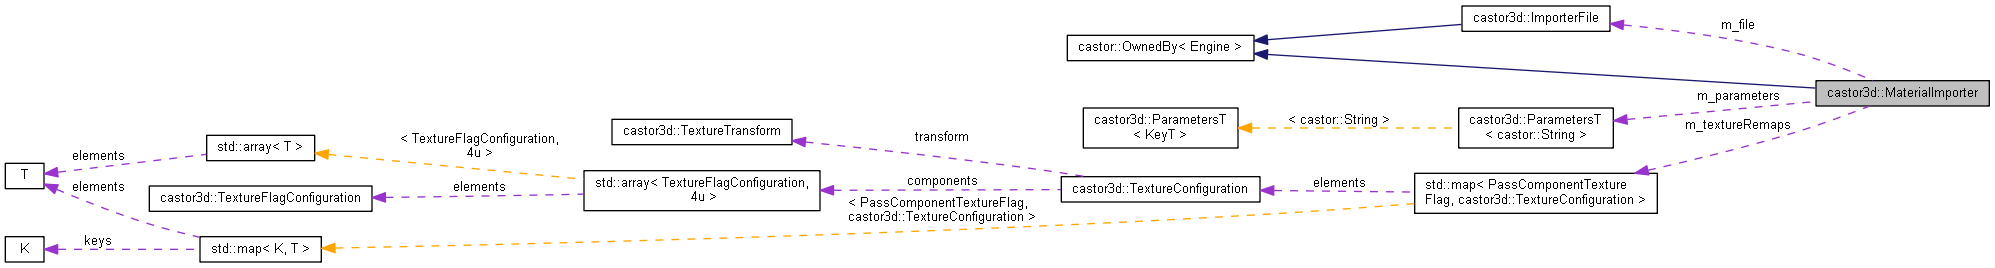 castor3d::ImporterFile
m_file
castor::OwnedBy< Engine >
castor3d::MaterialImporter
m_parameters
castor3d::ParametersT
< KeyT >
< castor::String >
castor3d::ParametersT
< castor::String >
m_textureRemaps
castor3d::TextureTransform
transform
std::array< T >
< TextureFlagConfiguration,
4u >
elements
T
elements
castor3d::TextureFlagConfiguration
elements
std::array< TextureFlagConfiguration,
4u >
components
castor3d::TextureConfiguration
elements
std::map< PassComponentTexture
Flag, castor3d::TextureConfiguration >
< PassComponentTextureFlag,
castor3d::TextureConfiguration >
K
keys
std::map< K, T >